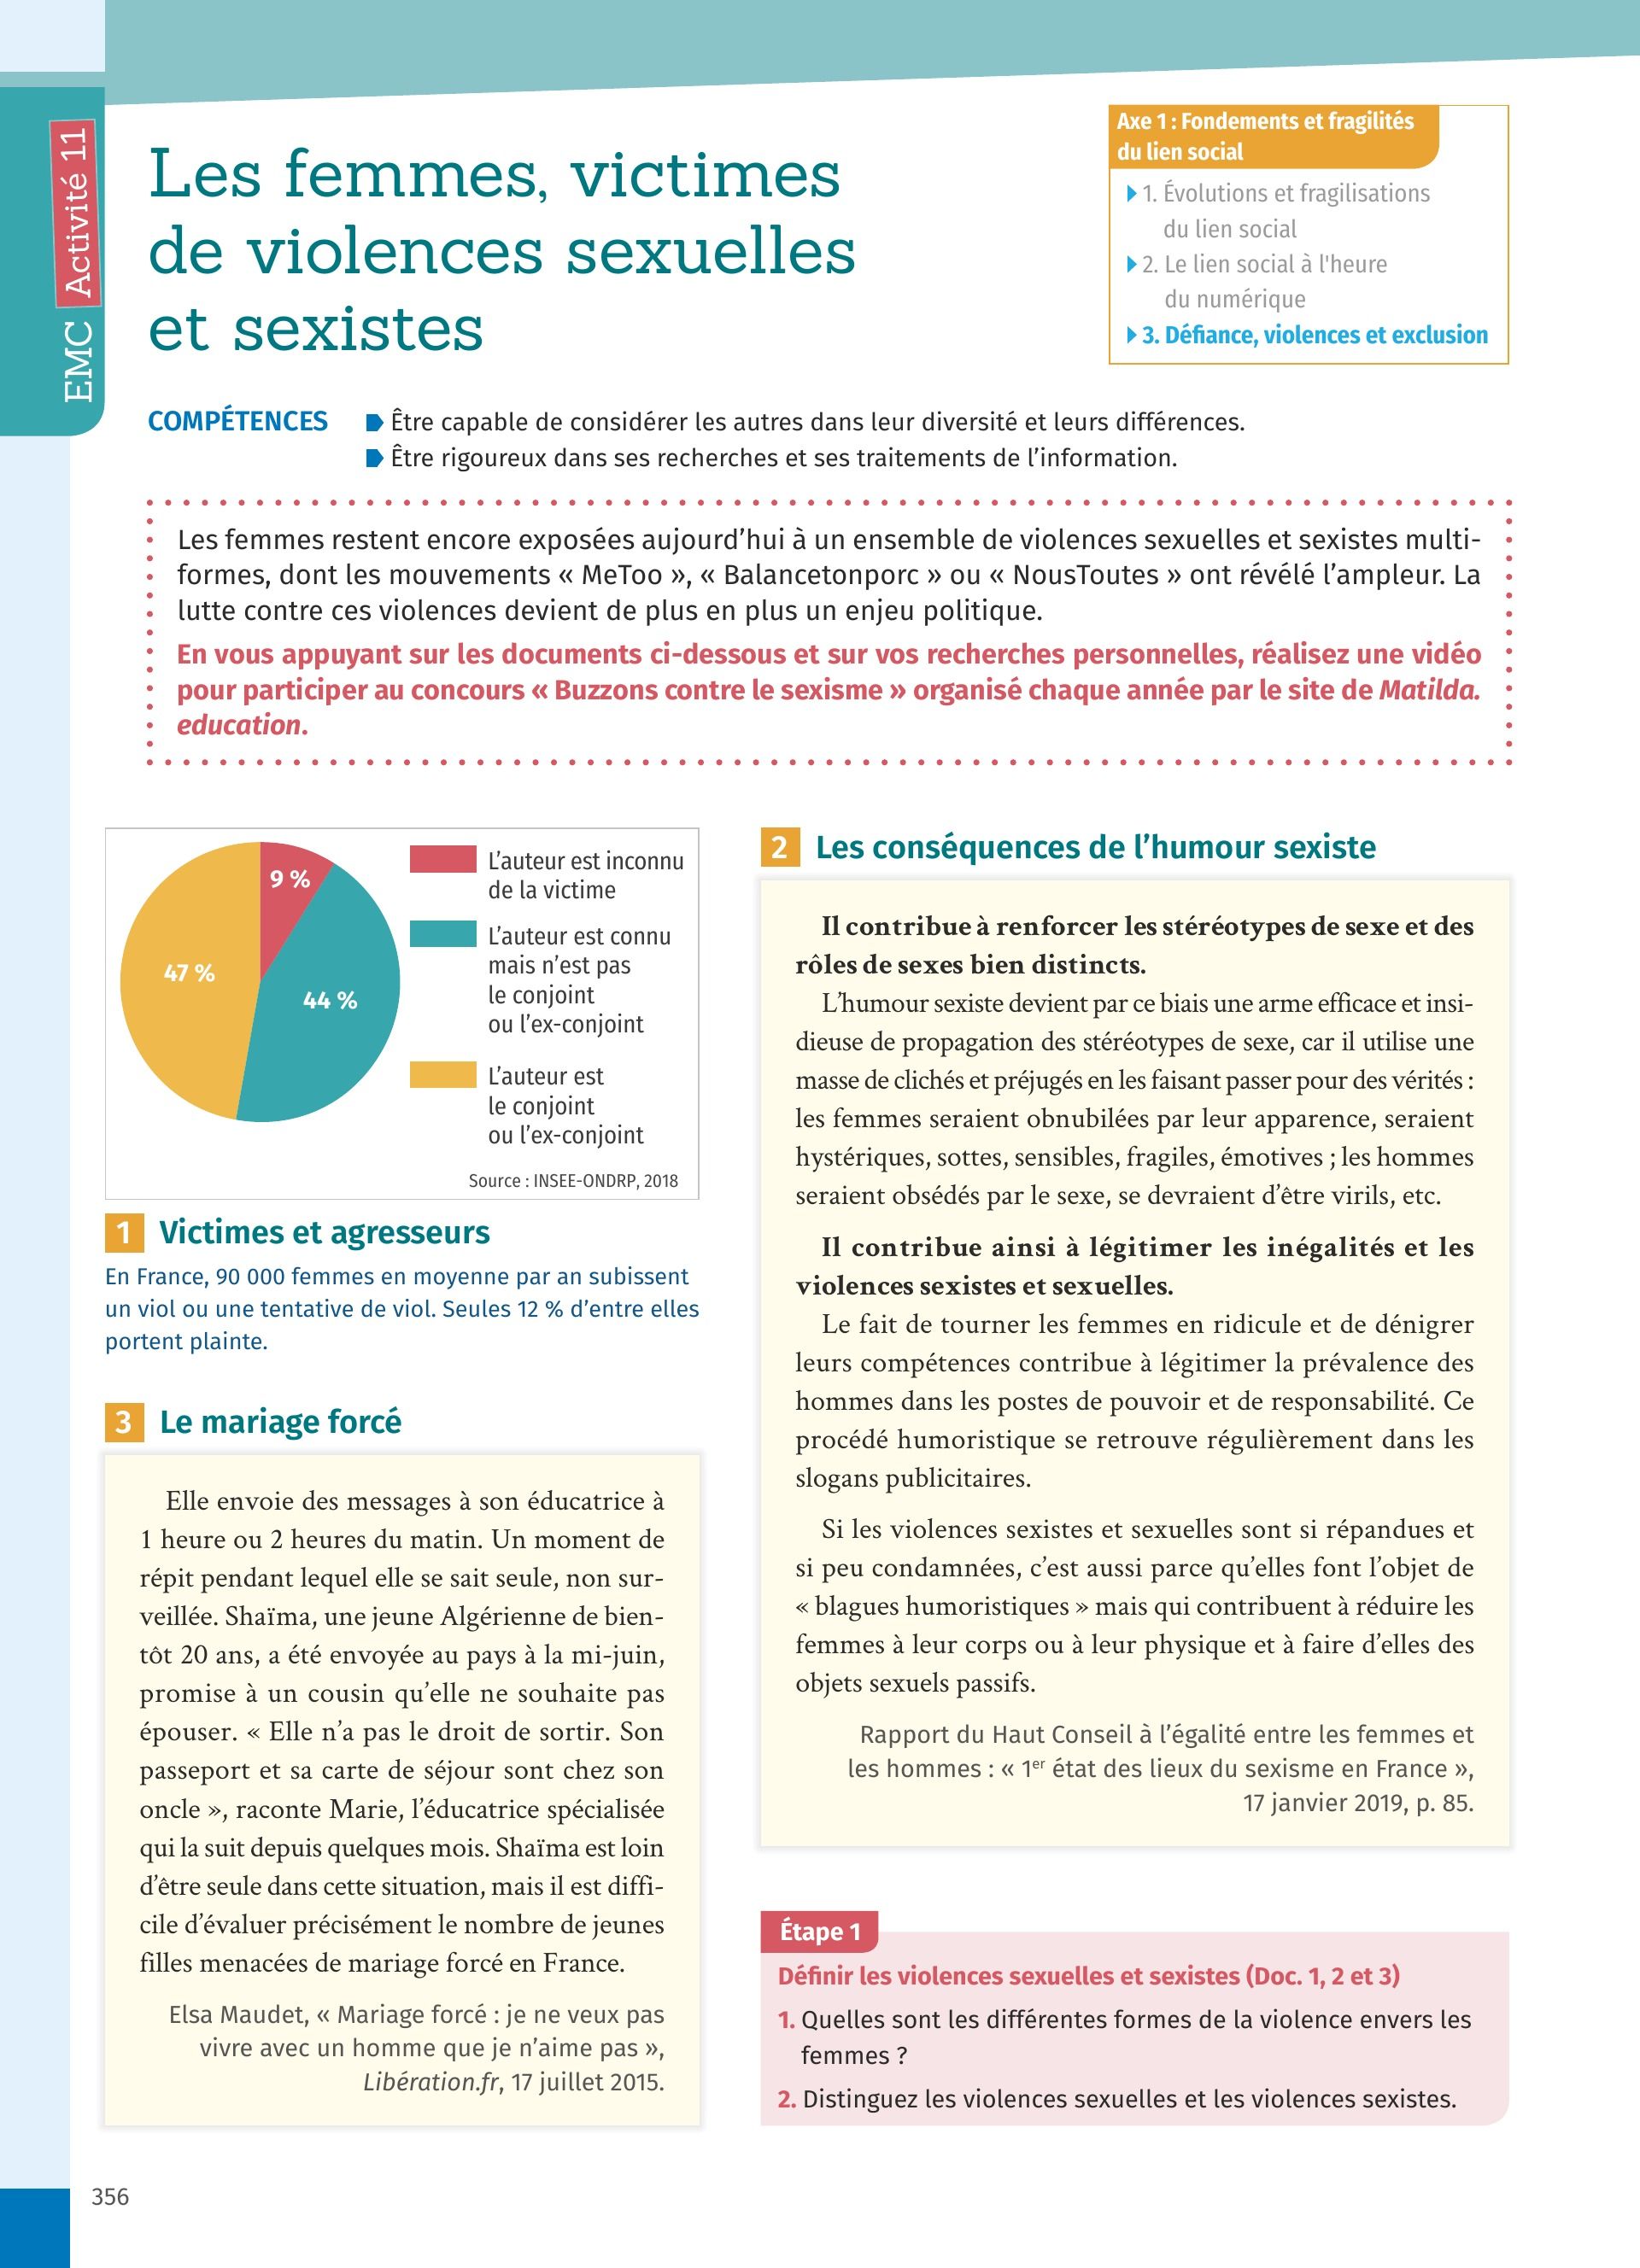 EMC Activité 11
Les femmes, victimes
de violences sexuelles
et sexistes
Axe 1 : Fondements et fragilités
du lien social
1. Évolutions et fragilisations
du lien social
2. Le lien social à l'heure
du numérique
3. Défiance, violences et exclusion
COMPÉTENCES
Être capable de considérer les autres dans leur diversité et leurs différences.
Être rigoureux dans ses recherches et ses traitements de l’information.
Les femmes restent encore exposées aujourd’hui à un ensemble de violences sexuelles et sexistes multi-
formes, dont les mouvements « MeToo », « Balancetonporc » ou « NousToutes » ont révélé l’ampleur. La
lutte contre ces violences devient de plus en plus un enjeu politique.
En vous appuyant sur les documents ci-dessous et sur vos recherches personnelles, réalisez une vidéo
pour participer au concours « Buzzons contre le sexisme » organisé chaque année par le site de Matilda.
education.
9 %
47 %
44 %
L’auteur est inconnu
de la victime
L’auteur est connu
mais n’est pas
le conjoint
ou l’ex-conjoint
L’auteur est
le conjoint
ou l’ex-conjoint
Source : INSEE-ONDRP, 2018
1 Victimes et agresseurs
En France, 90 000 femmes en moyenne par an subissent
un viol ou une tentative de viol. Seules 12 % d’entre elles
portent plainte.
2 Les conséquences de l’humour sexiste
Il contribue à renforcer les stéréotypes de sexe et des
rôles de sexes bien distincts.
L’humour sexiste devient par ce biais une arme efficace et insi-
dieuse de propagation des stéréotypes de sexe, car il utilise une
masse de clichés et préjugés en les faisant passer pour des vérités :
les femmes seraient obnubilées par leur apparence, seraient
hystériques, sottes, sensibles, fragiles, émotives ; les hommes
seraient obsédés par le sexe, se devraient d’être virils, etc.
Il contribue ainsi à légitimer les inégalités et les
violences sexistes et sexuelles.
Le fait de tourner les femmes en ridicule et de dénigrer
leurs compétences contribue à légitimer la prévalence des
hommes dans les postes de pouvoir et de responsabilité. Ce
procédé humoristique se retrouve régulièrement dans les
slogans publicitaires.
Si les violences sexistes et sexuelles sont si répandues et
si peu condamnées, c’est aussi parce qu’elles font l’objet de
« blagues humoristiques » mais qui contribuent à réduire les
femmes à leur corps ou à leur physique et à faire d’elles des
objets sexuels passifs.
Rapport du Haut Conseil à l’égalité entre les femmes et
les hommes : « 1er état des lieux du sexisme en France »,
17 janvier 2019, p. 85.
3 Le mariage forcé
Elle envoie des messages à son éducatrice à
1 heure ou 2 heures du matin. Un moment de
répit pendant lequel elle se sait seule, non sur-
veillée. Shaïma, une jeune Algérienne de bien-
tôt 20 ans, a été envoyée au pays à la mi-juin,
promise à un cousin qu’elle ne souhaite pas
épouser. « Elle n’a pas le droit de sortir. Son
passeport et sa carte de séjour sont chez son
oncle », raconte Marie, l’éducatrice spécialisée
qui la suit depuis quelques mois. Shaïma est loin
d’être seule dans cette situation, mais il est diffi-
cile d’évaluer précisément le nombre de jeunes
filles menacées de mariage forcé en France.
Elsa Maudet, « Mariage forcé : je ne veux pas
vivre avec un homme que je n’aime pas »,
Libération.fr, 17 juillet 2015.
Étape 1
Définir les violences sexuelles et sexistes (Doc. 1, 2 et 3)
1. Quelles sont les différentes formes de la violence envers les
femmes ?
2. Distinguez les violences sexuelles et les violences sexistes.
356